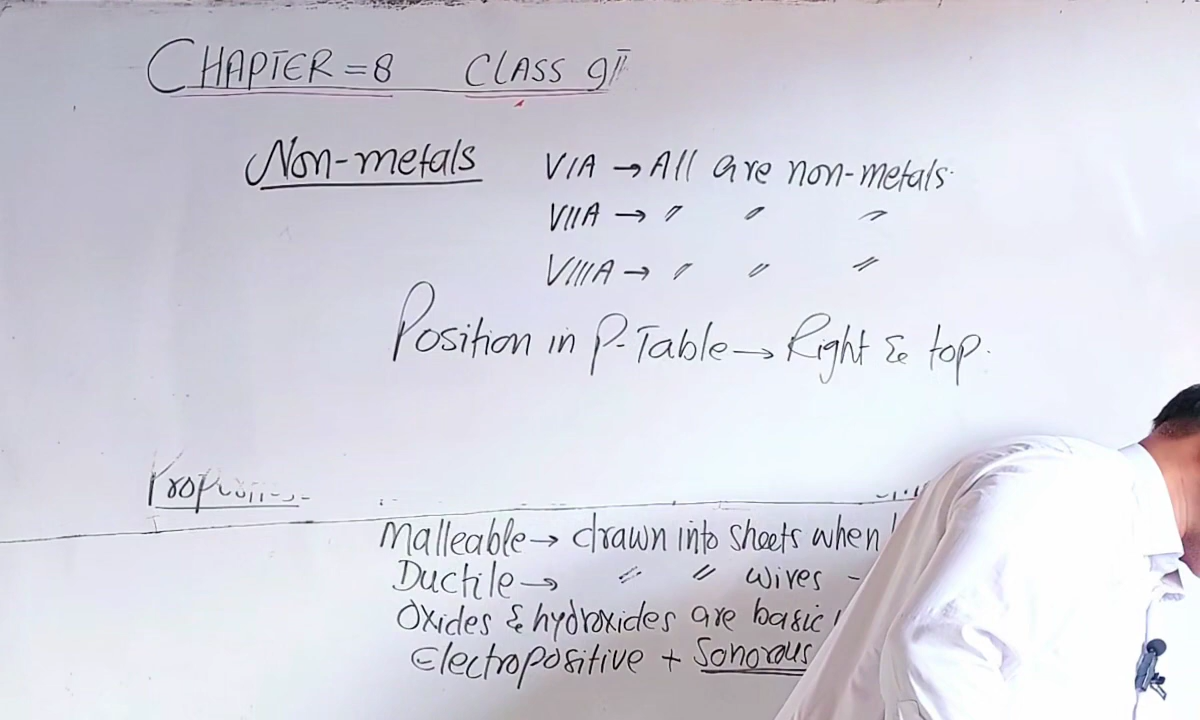 CHAPTER = 8 CLASS 9th
Non-metals VIA → All are non-metals.
VIIA → " " "
VIIIA → " " "
Position in P-Table → Right & top.
Malleable → drawn into sheets when
Ductile → " " wires -
Oxides & hydroxides are basic
Electropositive + Sonorous